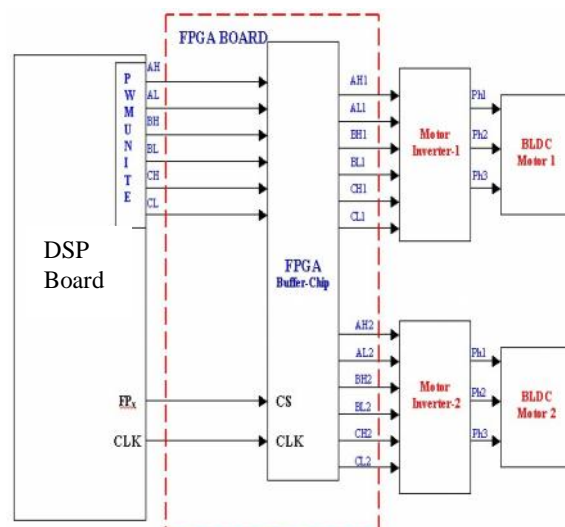 FPGA BOARD
P
W
M
U
N
I
T
E
AH
AL
BH
BL
CH
CL
DSP
Board
FPx
CLK
FPGA
Buffer-Chip
CS
CLK
AH1
AL1
BH1
BL1
CH1
CL1
Motor
Inverter-1
Ph1
Ph2
Ph3
BLDC
Motor 1
AH2
AL2
BH2
BL2
CH2
CL2
Motor
Inverter-2
Ph1
Ph2
Ph3
BLDC
Motor 2